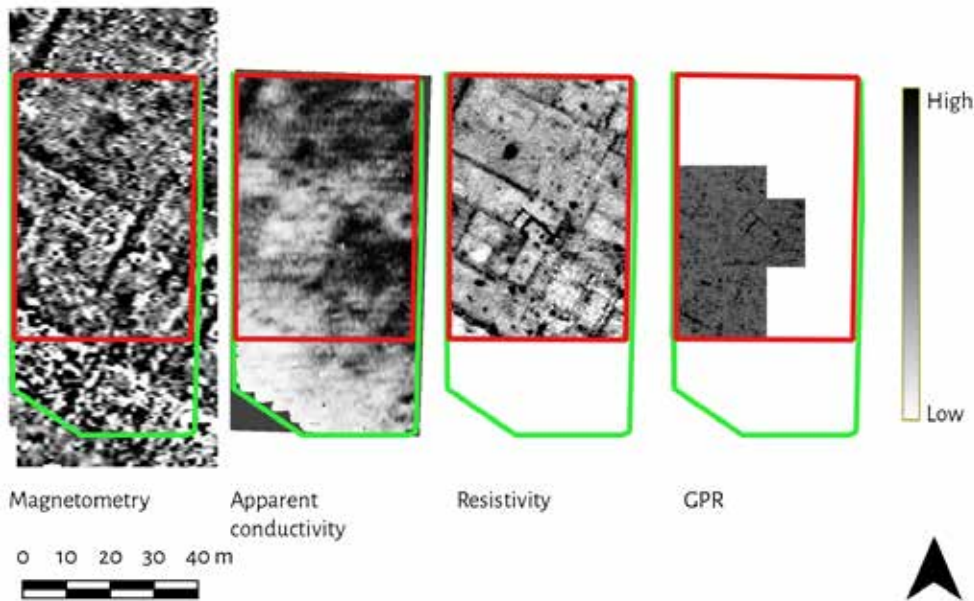 High
Low
Magnetometry
Apparent
conductivity
Resistivity
GPR
0 10 20 30 40 m